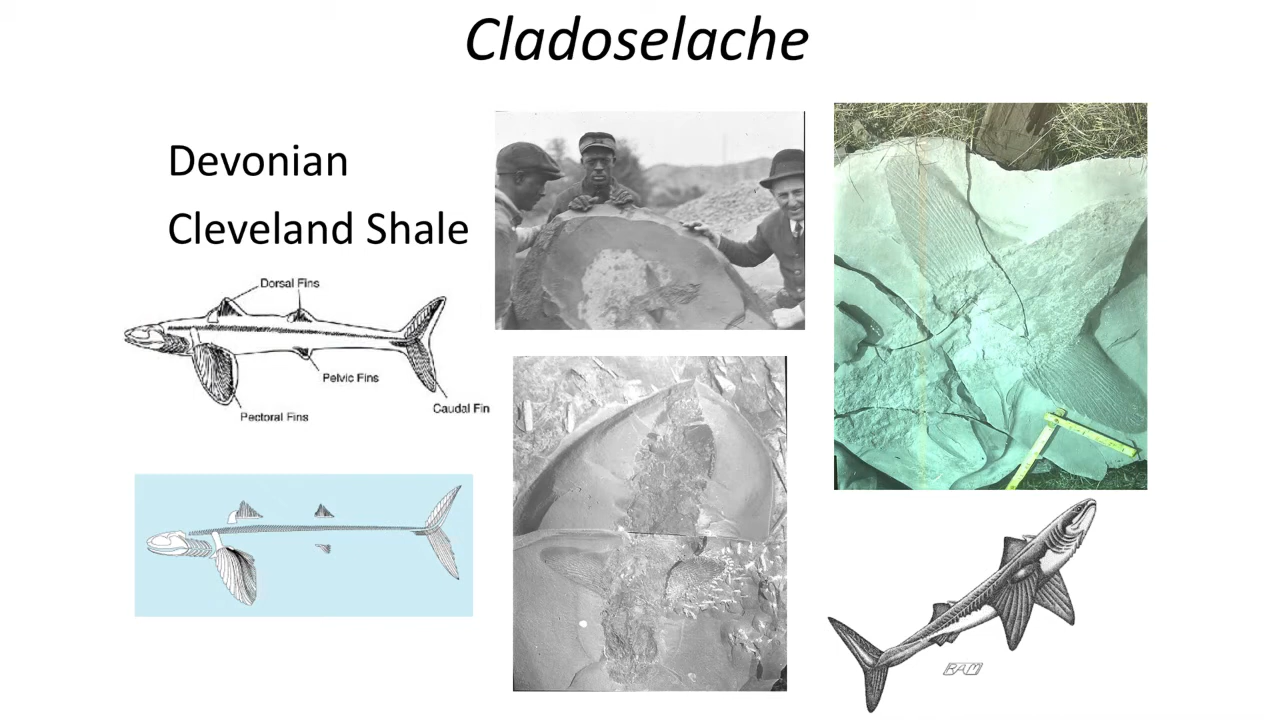 Cladoselache
Devonian
Cleveland Shale
Dorsal Fins
Pelvic Fins
Pectoral Fins
Caudal Fin